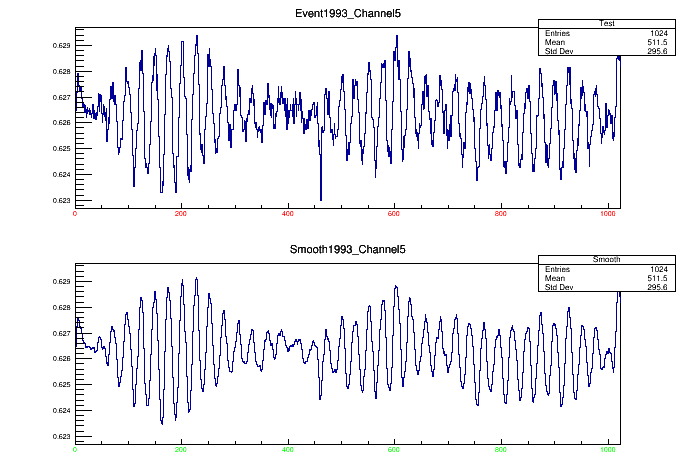 Event1993_Channel5
Test
Entries 1024
Mean 511.5
Std Dev 295.6
0.629
0.628
0.627
0.626
0.625
0.624
0.623
0 200 400 600 800 1000
Smooth1993_Channel5
Smooth
Entries 1024
Mean 511.5
Std Dev 295.6
0.629
0.628
0.627
0.626
0.625
0.624
0.623
0 200 400 600 800 1000